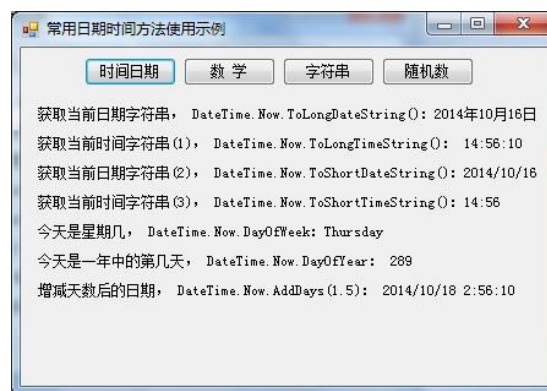 常用日期时间方法使用示例
时间日期 数 学 字符串 随机数
获取当前日期字符串, DateTime.Now.ToLongDateString(): 2014年10月16日
获取当前时间字符串(1), DateTime.Now.ToLongTimeString(): 14:56:10
获取当前日期字符串(2), DateTime.Now.ToShortDateString(): 2014/10/16
获取当前时间字符串(3), DateTime.Now.ToShortTimeString(): 14:56
今天是星期几, DateTime.Now.DayOfWeek: Thursday
今天是一年中的第几天, DateTime.Now.DayOfYear: 289
增减天数后的日期, DateTime.Now.AddDays(1.5): 2014/10/18 2:56:10